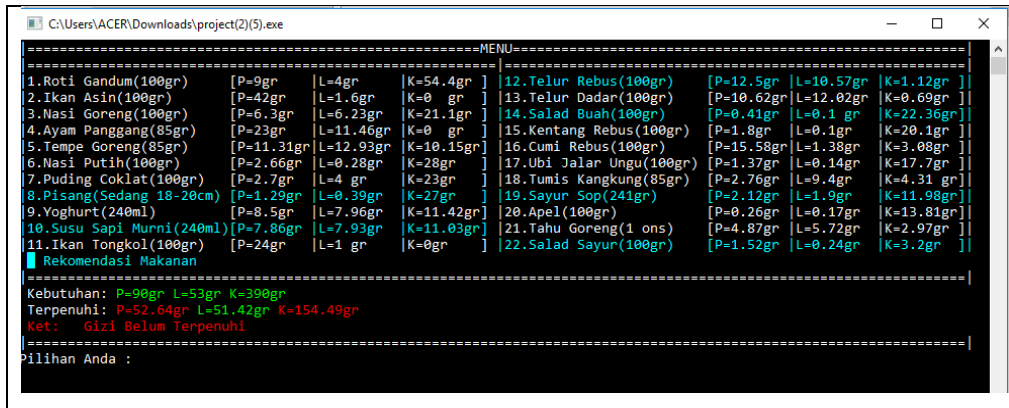 C:\Users\ACER\Downloads\project(2)(5).exe
|=======================================================MENU==========================================================|
|=========================================================|=========================================================|
|1.Roti Gandum(100gr) [P=9gr |L=4gr |K=54.4gr ] |12.Telur Rebus(100gr) [P=12.5gr |L=10.57gr |K=1.12gr ]|
|2.Ikan Asin(100gr) [P=42gr |L=1.6gr |K=0 gr ] |13.Telur Dadar(100gr) [P=10.62gr|L=12.02gr |K=0.69gr ]|
|3.Nasi Goreng(100gr) [P=6.3gr |L=6.23gr |K=21.1gr ] |14.Salad Buah(100gr) [P=0.41gr |L=0.1 gr |K=22.36gr]|
|4.Ayam Panggang(85gr) [P=23gr |L=11.46gr |K=0 gr ] |15.Kentang Rebus(100gr) [P=1.8gr |L=0.1gr |K=20.1gr ]|
|5.Tempe Goreng(85gr) [P=11.31gr|L=12.93gr |K=10.15gr] |16.Cumi Rebus(100gr) [P=15.58gr|L=1.38gr |K=3.08gr ]|
|6.Nasi Putih(100gr) [P=2.66gr |L=0.28gr |K=28gr ] |17.Ubi Jalar Ungu(100gr) [P=1.37gr |L=0.14gr |K=17.7gr ]|
|7.Puding Coklat(100gr) [P=2.7gr |L=4 gr |K=23gr ] |18.Tumis Kangkung(85gr) [P=2.76gr |L=9.4gr |K=4.31 gr]|
|8.Pisang(Sedang 18-20cm) [P=1.29gr |L=0.39gr |K=27gr ] |19.Sayur Sop(241gr) [P=2.12gr |L=1.9gr |K=11.98gr]|
|9.Yoghurt(240ml) [P=8.5gr |L=7.96gr |K=11.42gr] |20.Apel(100gr) [P=0.26gr |L=0.17gr |K=13.81gr]|
|10.Susu Sapi Murni(240ml)[P=7.86gr |L=7.93gr |K=11.03gr] |21.Tahu Goreng(1 ons) [P=4.87gr |L=5.72gr |K=2.97gr ]|
|11.Ikan Tongkol(100gr) [P=24gr |L=1 gr |K=0gr ] |22.Salad Sayur(100gr) [P=1.52gr |L=0.24gr |K=3.2gr ]|
Rekomendasi Makanan
|===================================================================================================================|
Kebutuhan: P=90gr L=53gr K=390gr
Terpenuhi: P=52.64gr L=51.42gr K=154.49gr
Ket: Gizi Belum Terpenuhi
|===================================================================================================================|
Pilihan Anda :